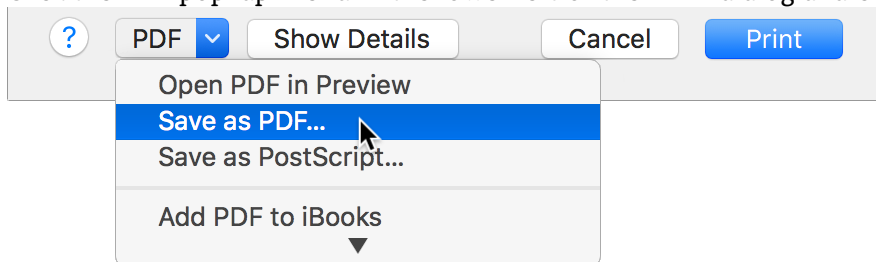 ? PDF Show Details Cancel Print
Open PDF in Preview
Save as PDF...
Save as PostScript...
Add PDF to iBooks